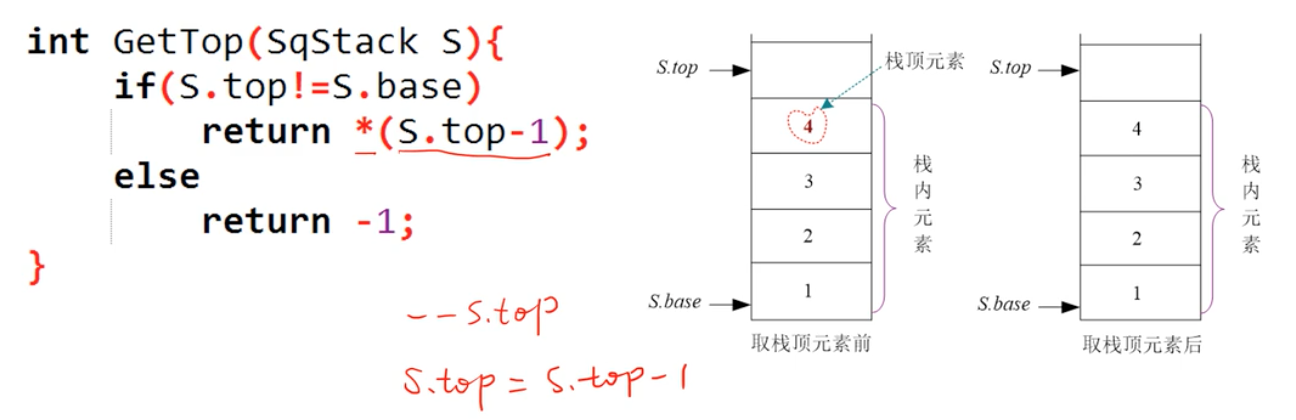 int GetTop(SqStack S){
if(S.top!=S.base)
return *(S.top-1);
else
return -1;
}
--S.top
S.top = S.top-1
S.top
栈顶元素
4
3
2
1
栈内元素
S.base
取栈顶元素前
S.top
4
3
2
1
栈内元素
S.base
取栈顶元素后